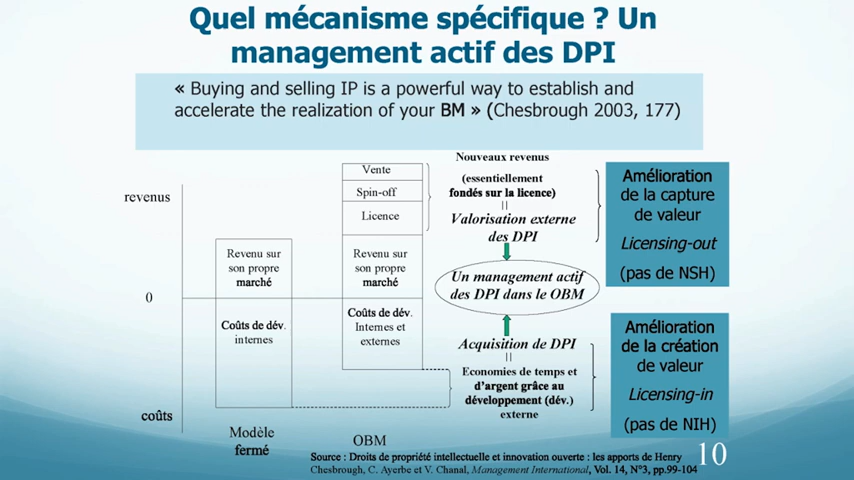 Quel mécanisme spécifique ? Un
management actif des DPI
« Buying and selling IP is a powerful way to establish and
accelerate the realization of your BM » (Chesbrough 2003, 177)
revenus
0
coûts
Revenu sur
son propre
marché
Coûts de dév.
internes
Modèle
fermé
Vente
Spin-off
Licence
Revenu sur
son propre
marché
Coûts de dév.
Internes et
externes
OBM
Nouveaux revenus
(essentiellement
fondés sur la licence)
=
Valorisation externe
des DPI
Un management actif
des DPI dans le OBM
Acquisition de DPI
=
Economies de temps et
d'argent grâce au
développement (dév.)
externe
Amélioration
de la capture
de valeur
Licensing-out
(pas de NSH)
Amélioration
de la création
de valeur
Licensing-in
(pas de NIH)
Source : Droits de propriété intellectuelle et innovation ouverte : les apports de Henry
Chesbrough, C. Ayerbe et V. Chanal, Management International, Vol. 14, N°3, pp.99-104
10